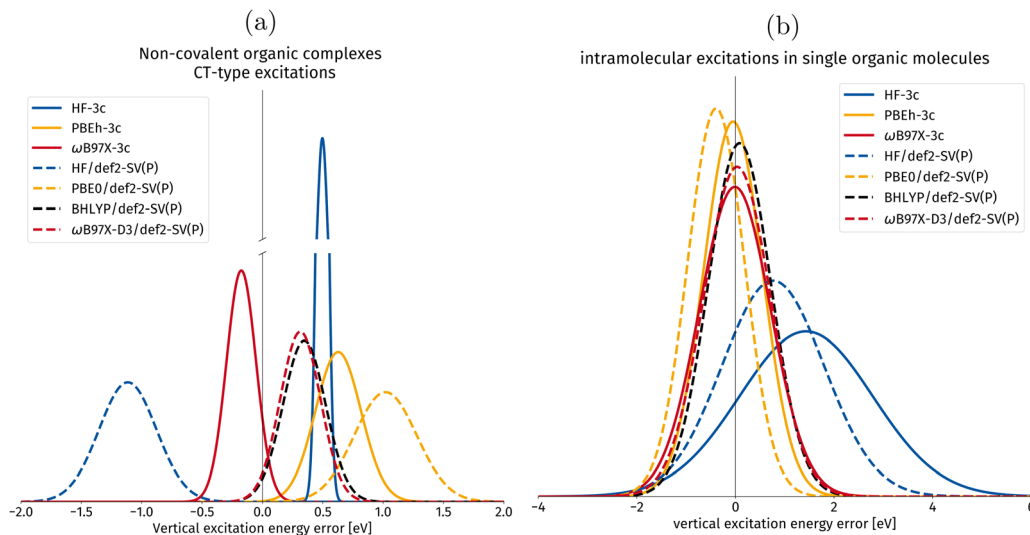 (a)
Non-covalent organic complexes
CT-type excitations
HF-3c
PBEh-3c
ωB97X-3c
HF/def2-SV(P)
PBE0/def2-SV(P)
BHLYP/def2-SV(P)
ωB97X-D3/def2-SV(P)
−2.0 −1.5 −1.0 −0.5 0.0 0.5 1.0 1.5 2.0
Vertical excitation energy error [eV]
(b)
intramolecular excitations in single organic molecules
HF-3c
PBEh-3c
ωB97X-3c
HF/def2-SV(P)
PBE0/def2-SV(P)
BHLYP/def2-SV(P)
ωB97X-D3/def2-SV(P)
−4 −2 0 2 4 6
vertical excitation energy error [eV]